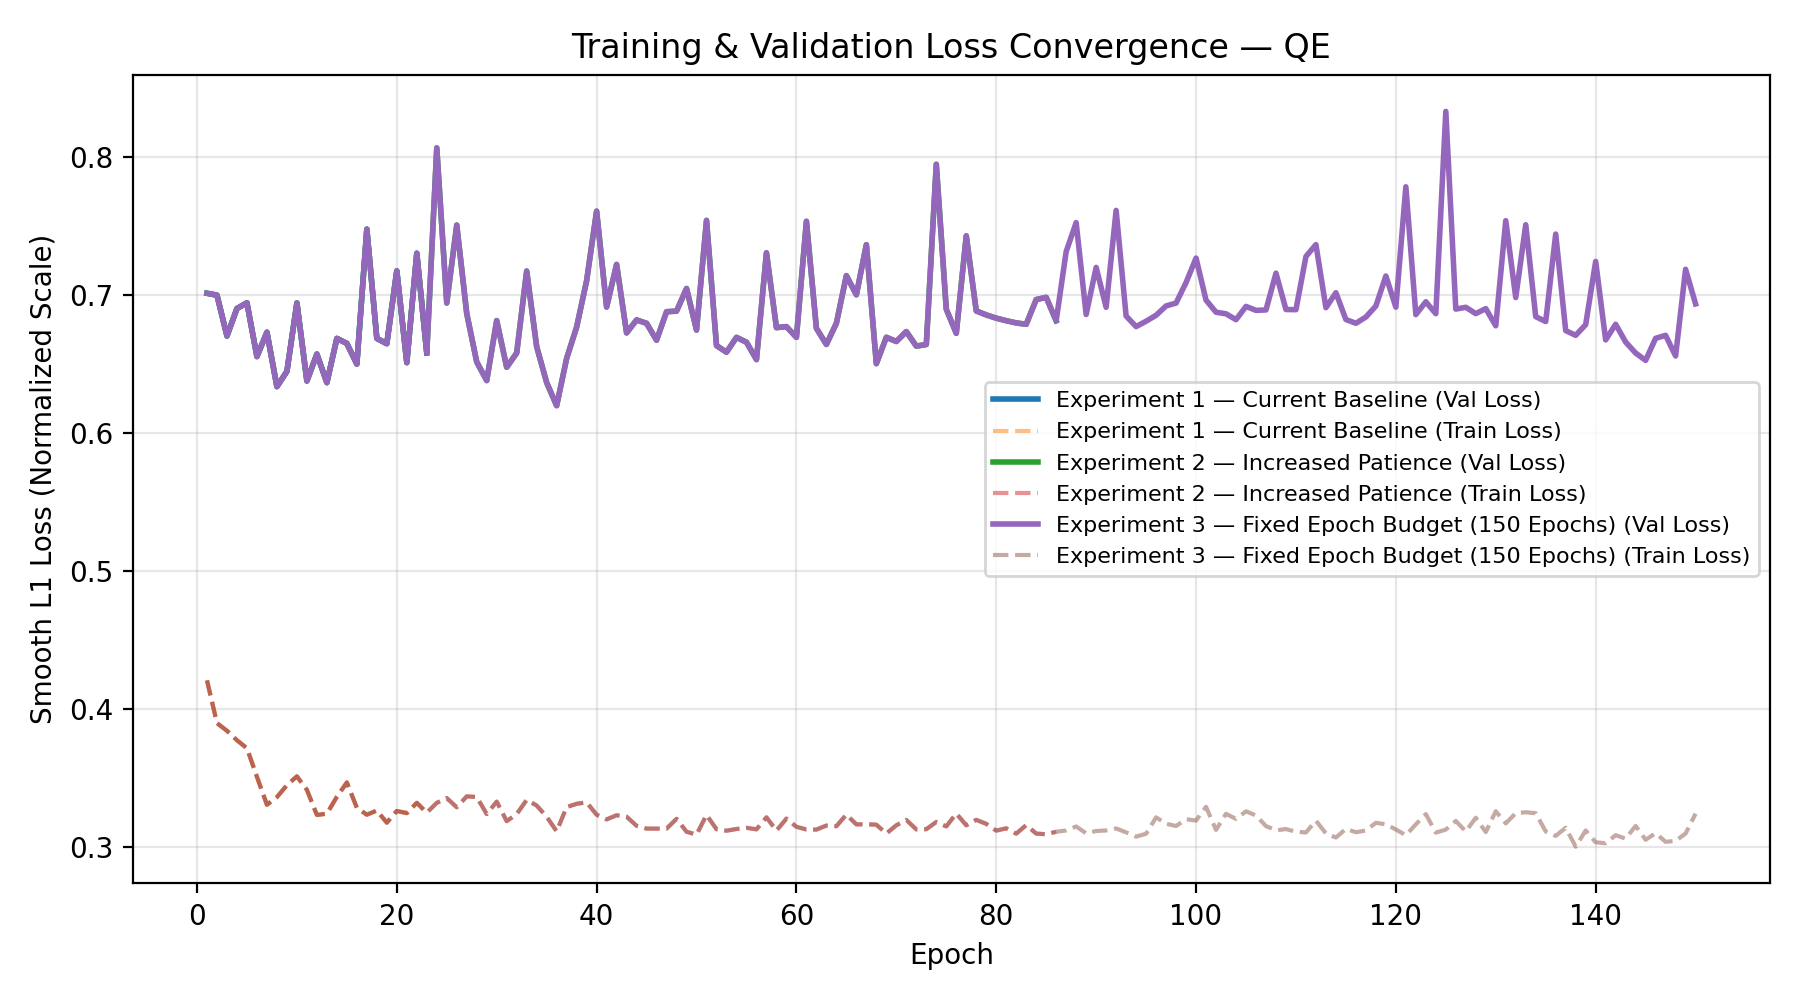 Training & Validation Loss Convergence — QE
Smooth L1 Loss (Normalized Scale)
0.8
0.7
0.6
0.5
0.4
0.3
Experiment 1 — Current Baseline (Val Loss)
Experiment 1 — Current Baseline (Train Loss)
Experiment 2 — Increased Patience (Val Loss)
Experiment 2 — Increased Patience (Train Loss)
Experiment 3 — Fixed Epoch Budget (150 Epochs) (Val Loss)
Experiment 3 — Fixed Epoch Budget (150 Epochs) (Train Loss)
0 20 40 60 80 100 120 140
Epoch